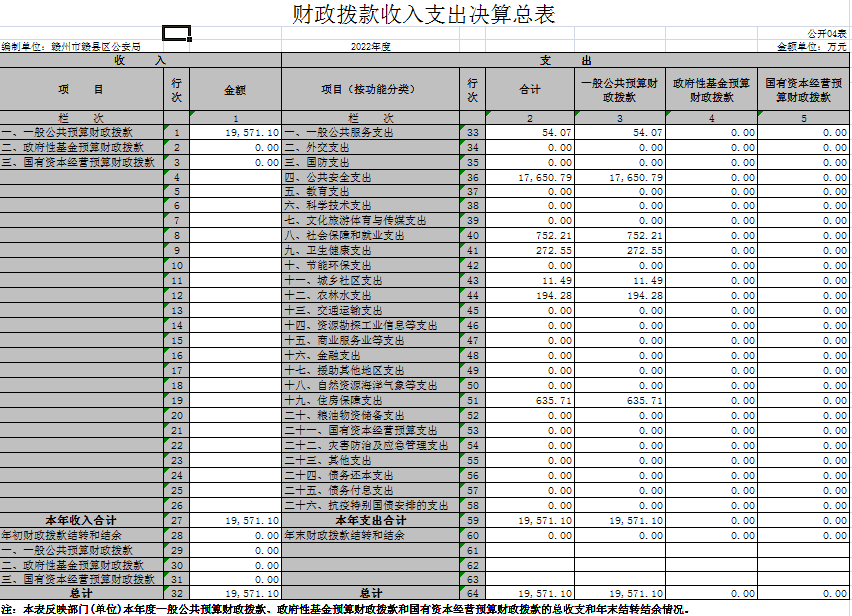 财政拨款收入支出决算总表
公开04表
编制单位：赣州市赣县区公安局 2022年度 金额单位：万元
收 入 支 出
项 目 行次 金额 项目（按功能分类） 行次 合计 一般公共预算财政拨款 政府性基金预算财政拨款 国有资本经营预算财政拨款
栏 次 1 栏 次 2 3 4 5
一、一般公共预算财政拨款 1 19,571.10 一、一般公共服务支出 33 54.07 54.07 0.00 0.00
二、政府性基金预算财政拨款 2 0.00 二、外交支出 34 0.00 0.00 0.00 0.00
三、国有资本经营预算财政拨款 3 0.00 三、国防支出 35 0.00 0.00 0.00 0.00
4 四、公共安全支出 36 17,650.79 17,650.79 0.00 0.00
5 五、教育支出 37 0.00 0.00 0.00 0.00
6 六、科学技术支出 38 0.00 0.00 0.00 0.00
7 七、文化旅游体育与传媒支出 39 0.00 0.00 0.00 0.00
8 八、社会保障和就业支出 40 752.21 752.21 0.00 0.00
9 九、卫生健康支出 41 272.55 272.55 0.00 0.00
10 十、节能环保支出 42 0.00 0.00 0.00 0.00
11 十一、城乡社区支出 43 11.49 11.49 0.00 0.00
12 十二、农林水支出 44 194.28 194.28 0.00 0.00
13 十三、交通运输支出 45 0.00 0.00 0.00 0.00
14 十四、资源勘探工业信息等支出 46 0.00 0.00 0.00 0.00
15 十五、商业服务业等支出 47 0.00 0.00 0.00 0.00
16 十六、金融支出 48 0.00 0.00 0.00 0.00
17 十七、援助其他地区支出 49 0.00 0.00 0.00 0.00
18 十八、自然资源海洋气象等支出 50 0.00 0.00 0.00 0.00
19 十九、住房保障支出 51 635.71 635.71 0.00 0.00
20 二十、粮油物资储备支出 52 0.00 0.00 0.00 0.00
21 二十一、国有资本经营预算支出 53 0.00 0.00 0.00 0.00
22 二十二、灾害防治及应急管理支出 54 0.00 0.00 0.00 0.00
23 二十三、其他支出 55 0.00 0.00 0.00 0.00
24 二十四、债务还本支出 56 0.00 0.00 0.00 0.00
25 二十五、债务付息支出 57 0.00 0.00 0.00 0.00
26 二十六、抗疫特别国债安排的支出 58 0.00 0.00 0.00 0.00
本年收入合计 27 19,571.10 本年支出合计 59 19,571.10 19,571.10 0.00 0.00
年初财政拨款结转和结余 28 0.00 年末财政拨款结转和结余 60 0.00 0.00 0.00 0.00
一、一般公共预算财政拨款 29 0.00 61
二、政府性基金预算财政拨款 30 0.00 62
三、国有资本经营预算财政拨款 31 0.00 63
总计 32 19,571.10 总计 64 19,571.10 19,571.10 0.00 0.00
注：本表反映部门(单位)本年度一般公共预算财政拨款、政府性基金预算财政拨款和国有资本经营预算财政拨款的总收支和年末结转结余情况。